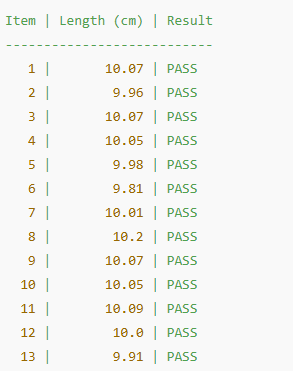 Item | Length (cm) | Result
---------------------------
   1 |       10.07 | PASS
   2 |        9.96 | PASS
   3 |       10.07 | PASS
   4 |       10.05 | PASS
   5 |        9.98 | PASS
   6 |        9.81 | PASS
   7 |       10.01 | PASS
   8 |        10.2 | PASS
   9 |       10.07 | PASS
  10 |       10.05 | PASS
  11 |       10.09 | PASS
  12 |        10.0 | PASS
  13 |        9.91 | PASS